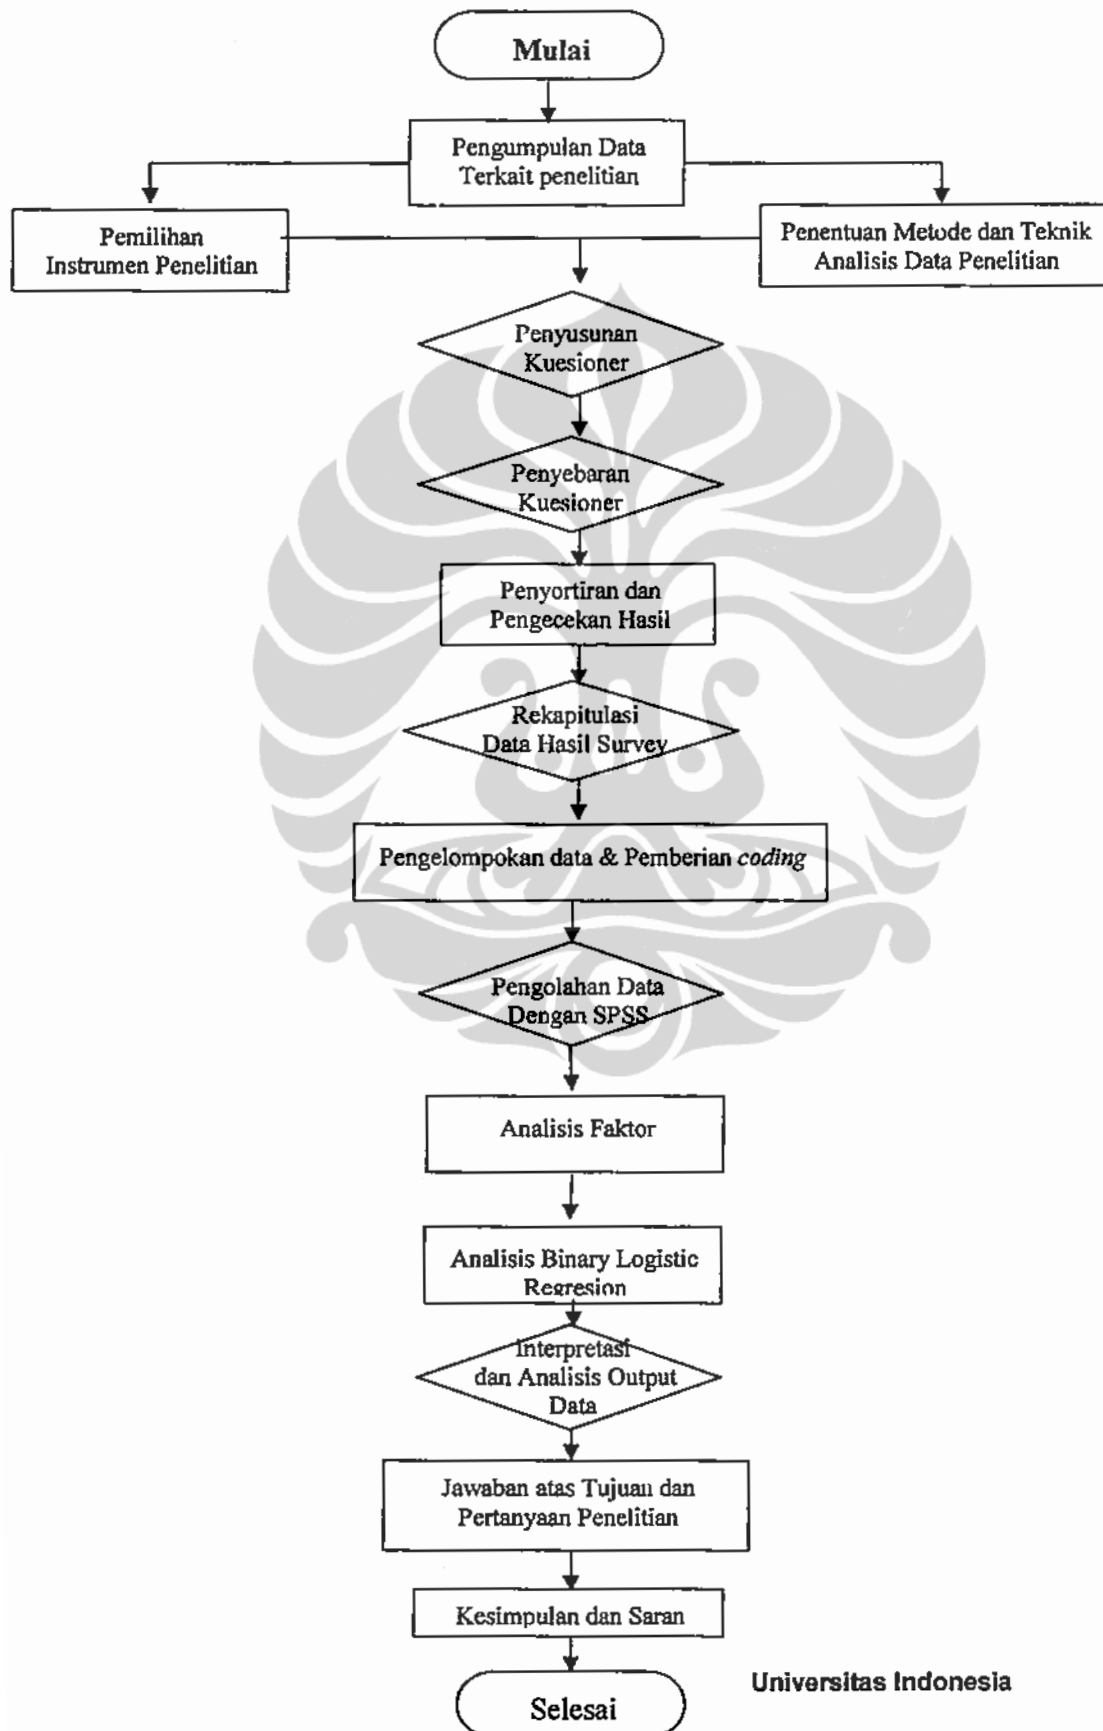 Mulai
Pengumpulan Data
Terkait penelitian
Pemilihan
Instrumen Penelitian
Penentuan Metode dan Teknik
Analisis Data Penelitian
Penyusunan
Kuesioner
Penyebaran
Kuesioner
Penyortiran dan
Pengecekan Hasil
Rekapitulasi
Data Hasil Survey
Pengelompokan data & Pemberian coding
Pengolahan Data
Dengan SPSS
Analisis Faktor
Analisis Binary Logistic
Regresion
Interpretasi
dan Analisis Output
Data
Jawaban atas Tujuan dan
Pertanyaan Penelitian
Kesimpulan dan Saran
Selesai
Universitas Indonesia